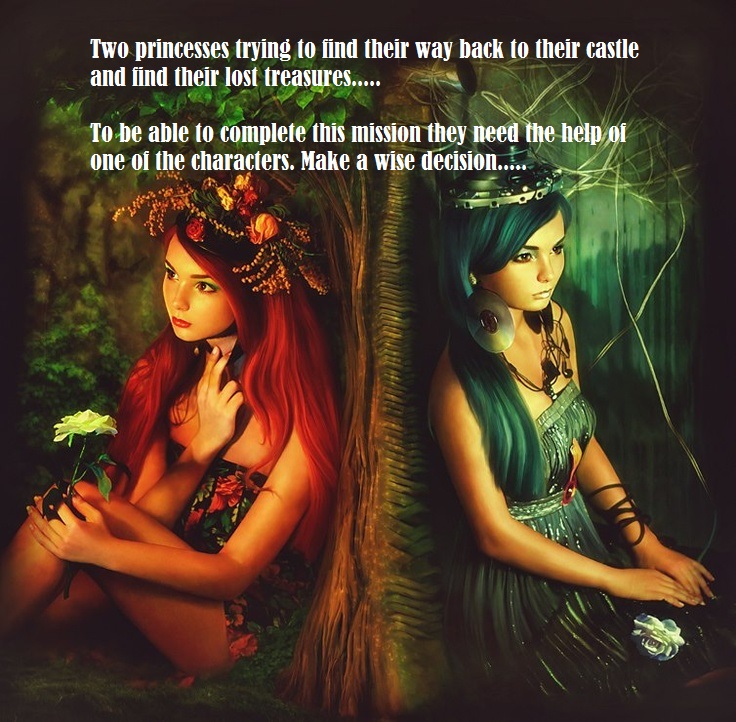 Two princesses trying to find their way back to their castle
and find their lost treasures.....
To be able to complete this mission they need the help of
one of the characters. Make a wise decision.....